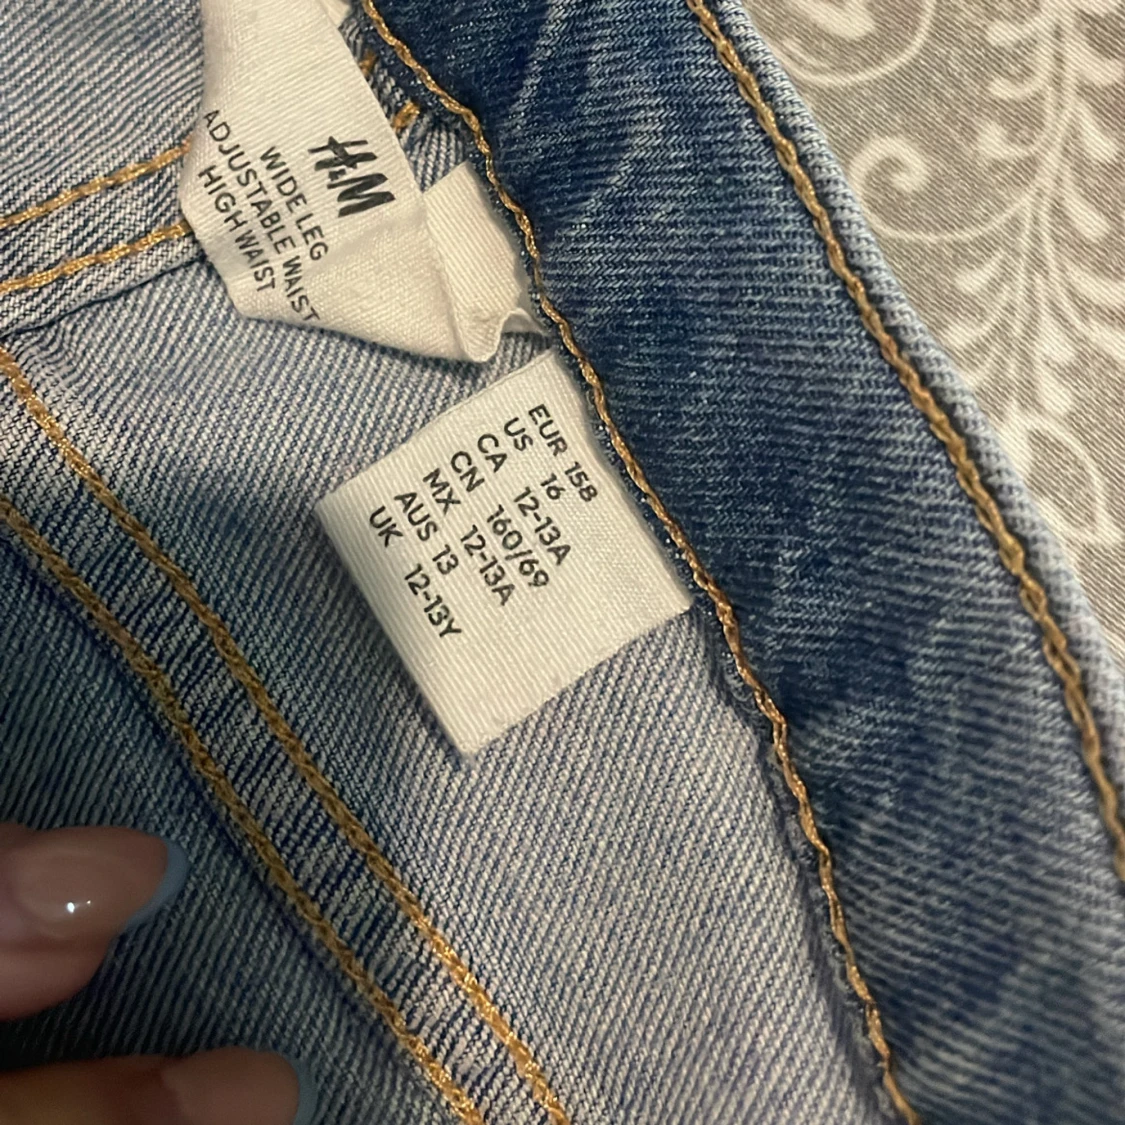 H&M
WIDE LEG
ADJUSTABLE WAIST
HIGH WAIST
EUR 158
US 16
CA 12-13A
CN 160/69
MX 12-13A
AUS 13
UK 12-13Y